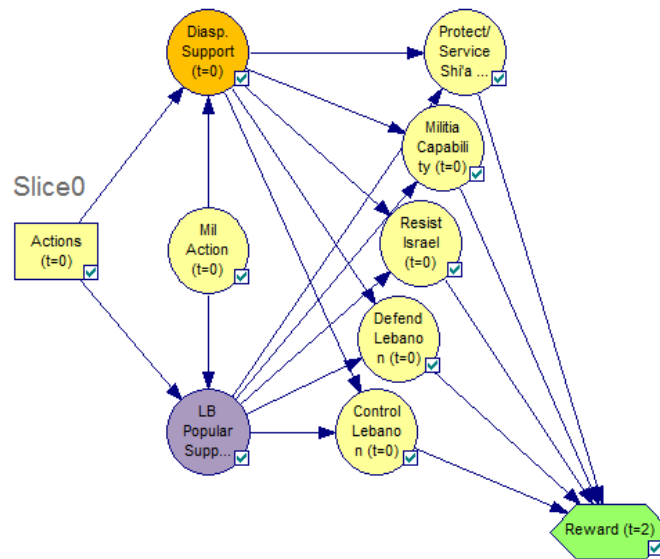 Diasp.
Support
(t=0)
Protect/
Service
Shi'a ...
Militia
Capabili
ty (t=0)
Slice0
Actions
(t=0)
Mil
Action
(t=0)
Resist
Israel
(t=0)
Defend
Lebano
n (t=0)
LB
Popular
Supp...
Control
Lebano
n (t=0)
Reward (t=2)